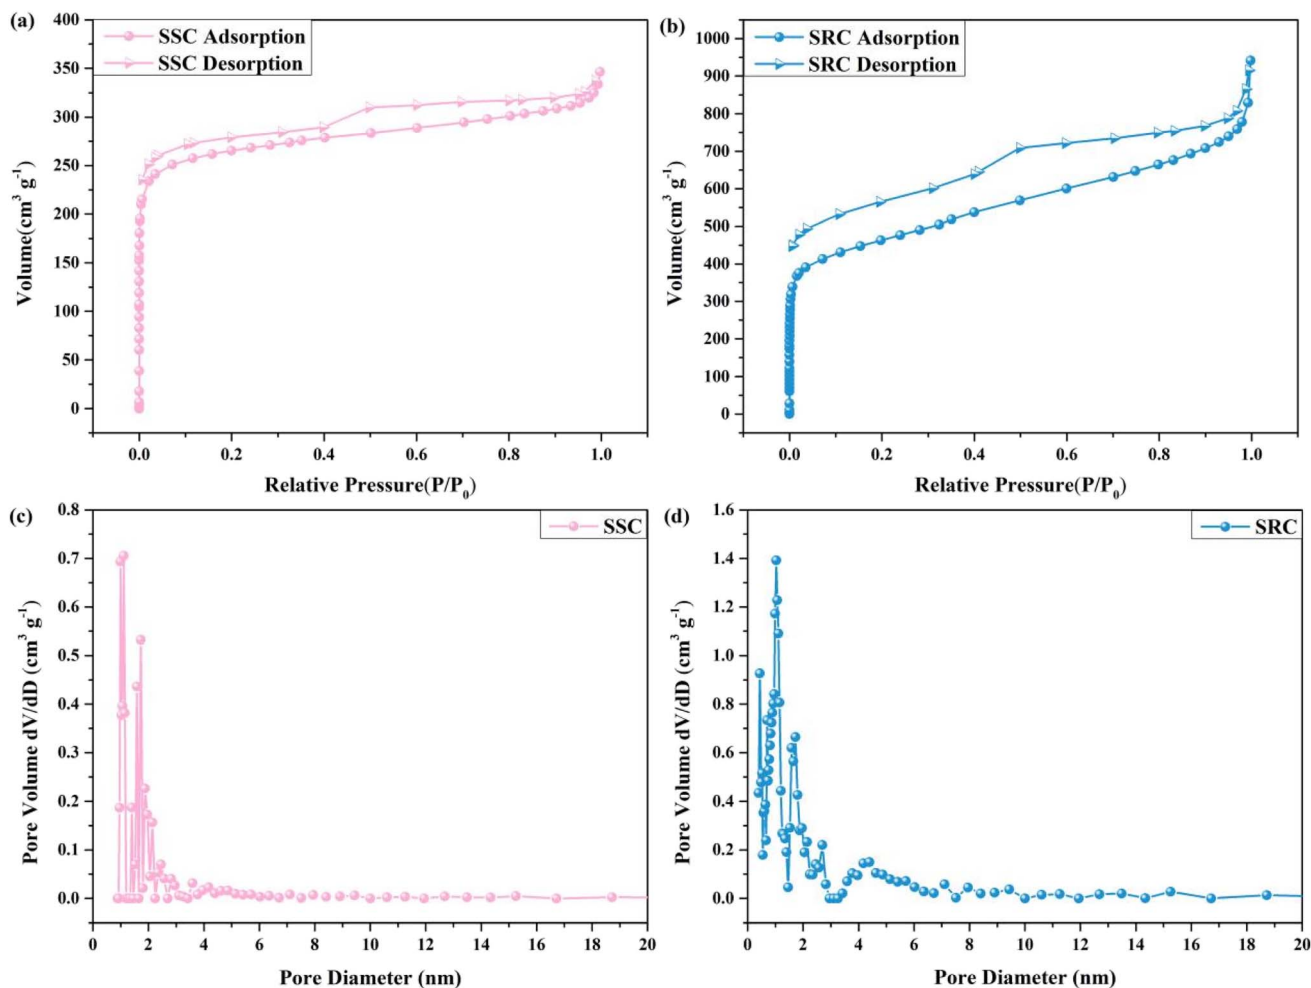 (a)
SSC Adsorption
SSC Desorption
400
350
300
250
200
150
100
50
0
Volume(cm³ g⁻¹)
0.0 0.2 0.4 0.6 0.8 1.0
Relative Pressure(P/P₀)
(b)
SRC Adsorption
SRC Desorption
1000
900
800
700
600
500
400
300
200
100
0
Volume(cm³ g⁻¹)
0.0 0.2 0.4 0.6 0.8 1.0
Relative Pressure(P/P₀)
(c)
SSC
0.8
0.7
0.6
0.5
0.4
0.3
0.2
0.1
0.0
Pore Volume dV/dD (cm³ g⁻¹)
0 2 4 6 8 10 12 14 16 18 20
Pore Diameter (nm)
(d)
SRC
1.6
1.4
1.2
1.0
0.8
0.6
0.4
0.2
0.0
Pore Volume dV/dD (cm³ g⁻¹)
0 2 4 6 8 10 12 14 16 18 20
Pore Diameter (nm)